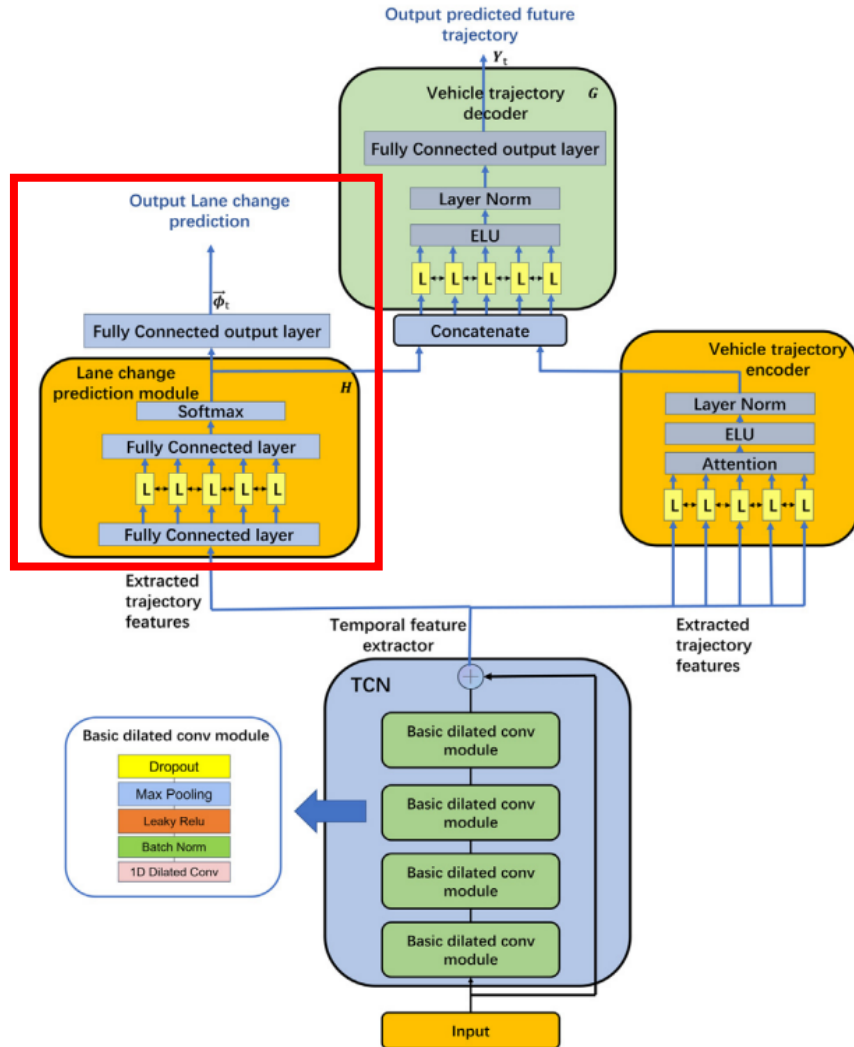 Output predicted future
trajectory
Y_t
Vehicle trajectory
decoder
G
Fully Connected output layer
Layer Norm
ELU
L L L L L
Concatenate
Output Lane change
prediction
ϕ⃗_t
Fully Connected output layer
Lane change
prediction module
H
Softmax
Fully Connected layer
L L L L L
Fully Connected layer
Extracted
trajectory
features
Vehicle trajectory
encoder
Layer Norm
ELU
Attention
L L L L L
Extracted
trajectory
features
Temporal feature
extractor
TCN
+
Basic dilated conv
module
Basic dilated conv
module
Basic dilated conv
module
Basic dilated conv
module
Input
Basic dilated conv module
Dropout
Max Pooling
Leaky Relu
Batch Norm
1D Dilated Conv